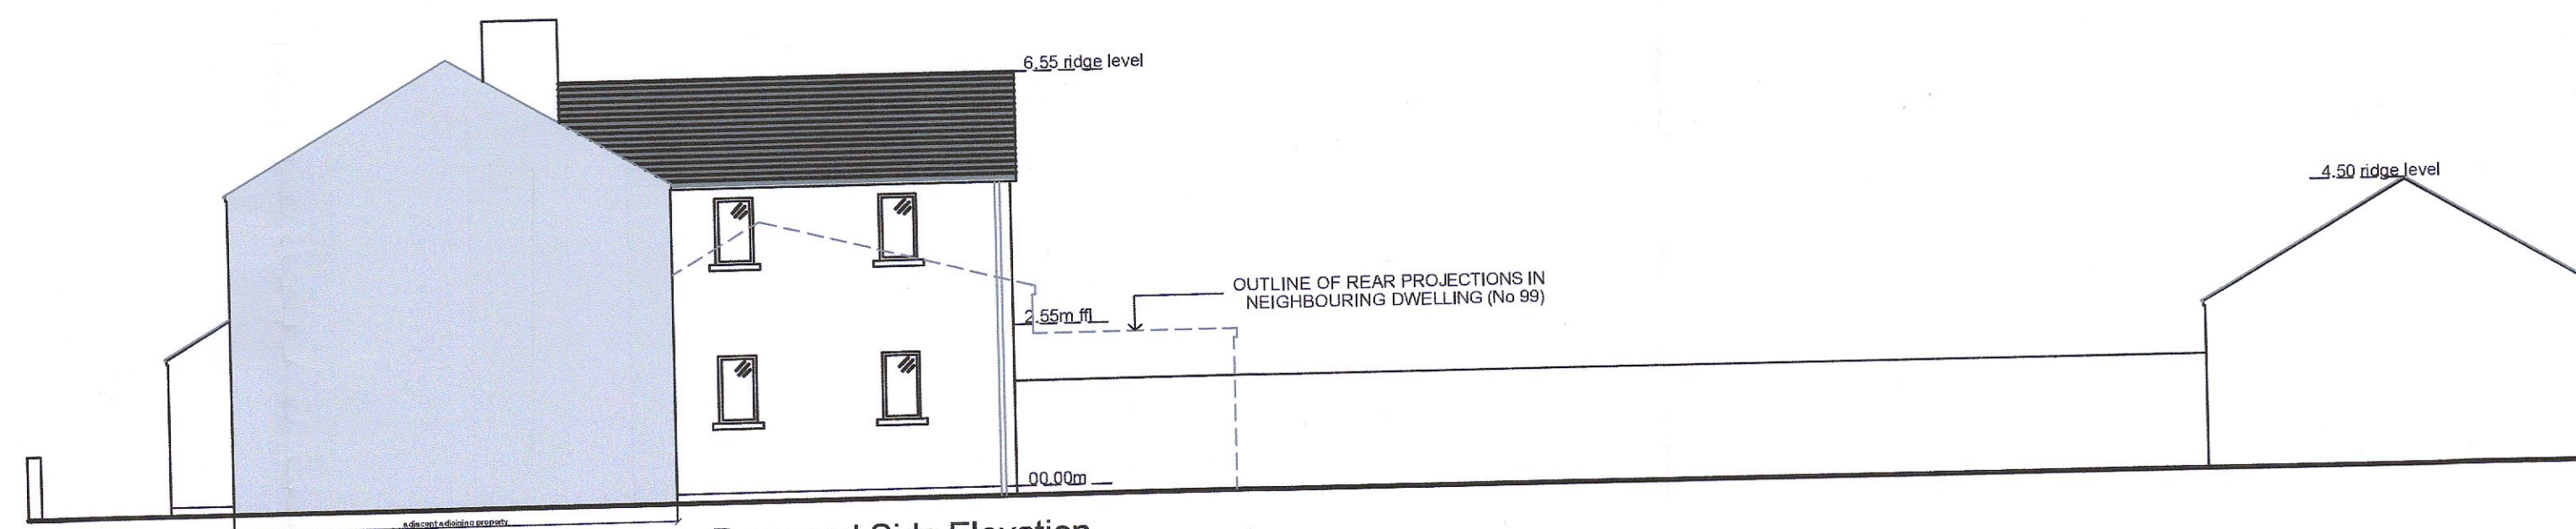 6.55 ridge level
4.50 ridge level
OUTLINE OF REAR PROJECTIONS IN
NEIGHBOURING DWELLING (No 99)
2.55m ffl
00.00m
adjacent adjoining property
Side Elevation